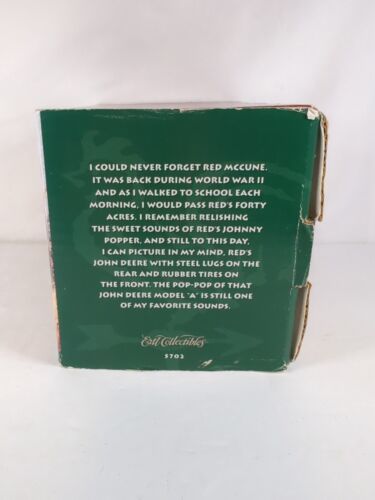 I COULD NEVER FORGET RED MCCUNE.
IT WAS BACK DURING WORLD WAR II
AND AS I WALKED TO SCHOOL EACH
MORNING, I WOULD PASS RED'S FORTY
ACRES. I REMEMBER RELISHING
THE SWEET SOUNDS OF RED'S JOHNNY
POPPER, AND STILL TO THIS DAY,
I CAN PICTURE IN MY MIND, RED'S
JOHN DEERE WITH STEEL LUGS ON THE
REAR AND RUBBER TIRES ON
THE FRONT. THE POP-POP OF THAT
JOHN DEERE MODEL "A" IS STILL ONE
OF MY FAVORITE SOUNDS.
Ertl Collectibles
5702